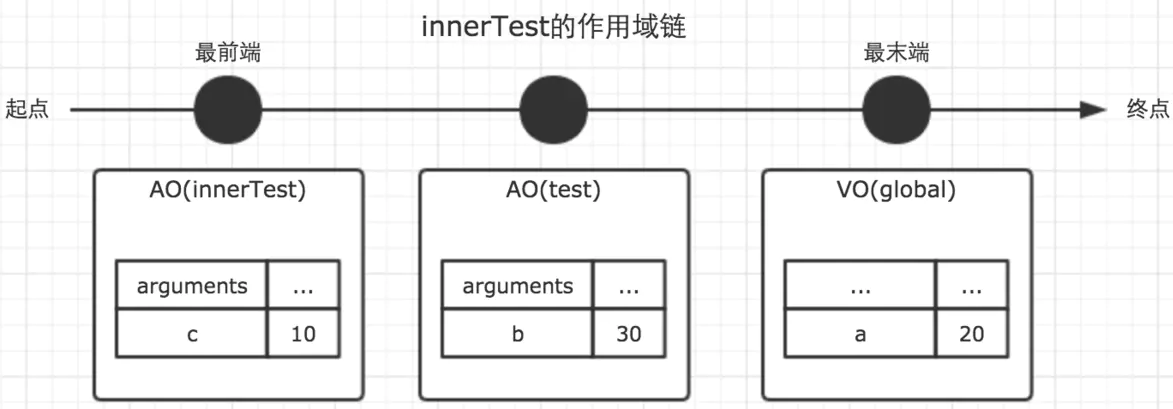 innerTest的作用域链
最前端
最末端
起点
终点
AO(innerTest)
AO(test)
VO(global)
arguments ...
c 10
arguments ...
b 30
... ...
a 20